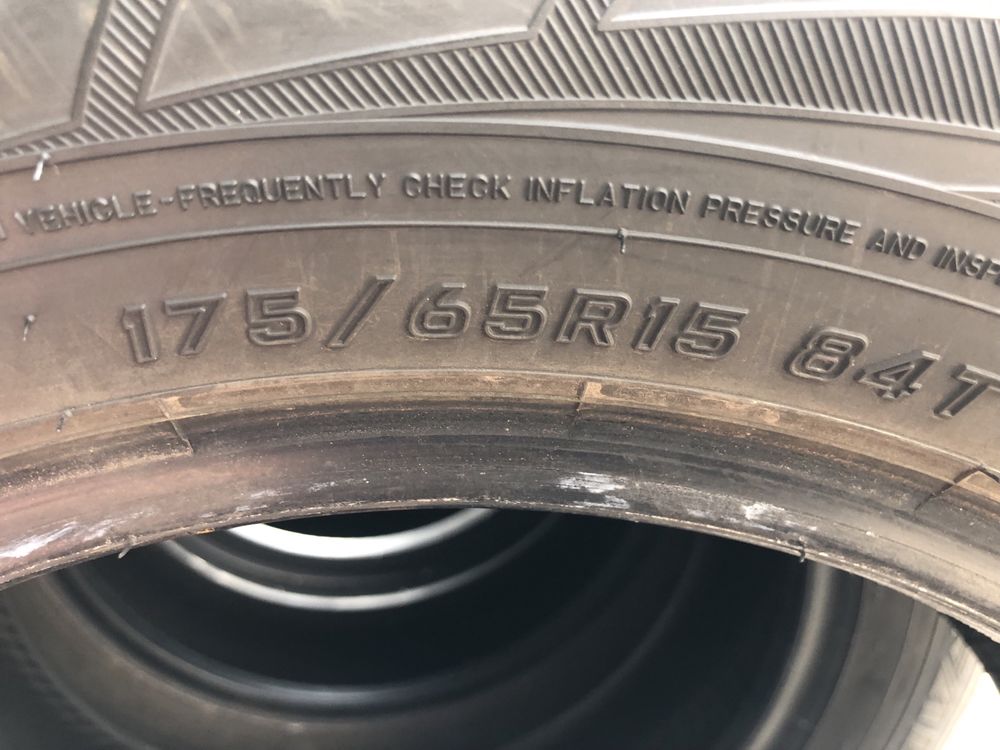 VEHICLE-FREQUENTLY CHECK INFLATION PRESSURE AND
175/65R15 84T